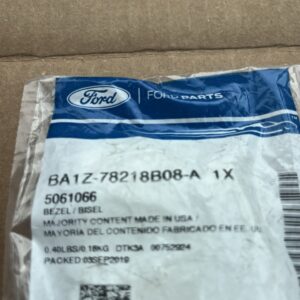 Ford | FORD PARTS
BA1Z-78218B08-A 1X
5061066
BEZEL / BISEL
MAJORITY CONTENT MADE IN USA /
MAYORIA DEL CONTENIDO FABRICADO EN EE. UU.
0.40LBS/0.18KG DTK3A 00752924
PACKED 03SEP2019